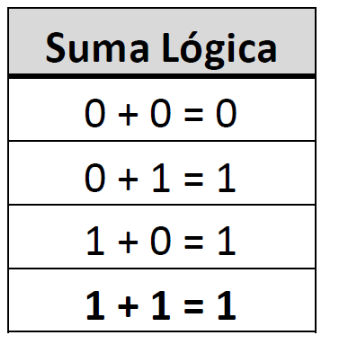 Suma Lógica
0 + 0 = 0
0 + 1 = 1
1 + 0 = 1
1 + 1 = 1